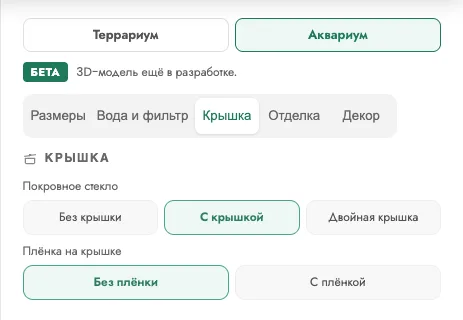 Террариум Аквариум
БЕТА 3D-модель ещё в разработке.
Размеры Вода и фильтр Крышка Отделка Декор
КРЫШКА
Покровное стекло
Без крышки С крышкой Двойная крышка
Плёнка на крышке
Без плёнки С плёнкой